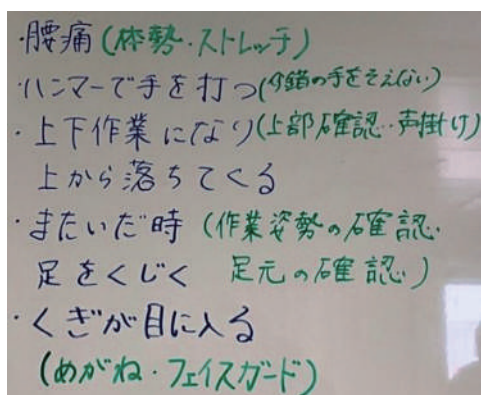 ・腰痛(体勢・ストレッチ)
・ハンマーで手を打つ(手をそえない)
・上下作業になり(上部確認・声掛け)
上から落ちてくる
・またいだ時(作業姿勢の確認・
足をくじく 足元の確認)
・くぎが目に入る
(めがね・フェイスガード)